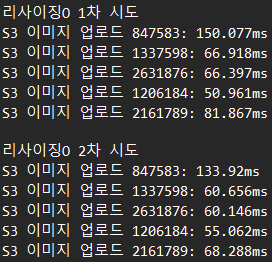 리사이징O 1차 시도
S3 이미지 업로드 847583: 150.077ms
S3 이미지 업로드 1337598: 66.918ms
S3 이미지 업로드 2631876: 66.397ms
S3 이미지 업로드 1206184: 50.961ms
S3 이미지 업로드 2161789: 81.867ms
리사이징O 2차 시도
S3 이미지 업로드 847583: 133.92ms
S3 이미지 업로드 1337598: 60.656ms
S3 이미지 업로드 2631876: 60.146ms
S3 이미지 업로드 1206184: 55.062ms
S3 이미지 업로드 2161789: 68.288ms